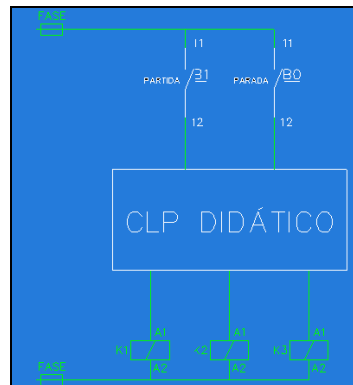 FASE
11 11
PARTIDA B1 PARADA B0
12 12
CLP DIDÁTICO
A1 A1 A1
K1 K2 K3
A2 A2 A2
FASE